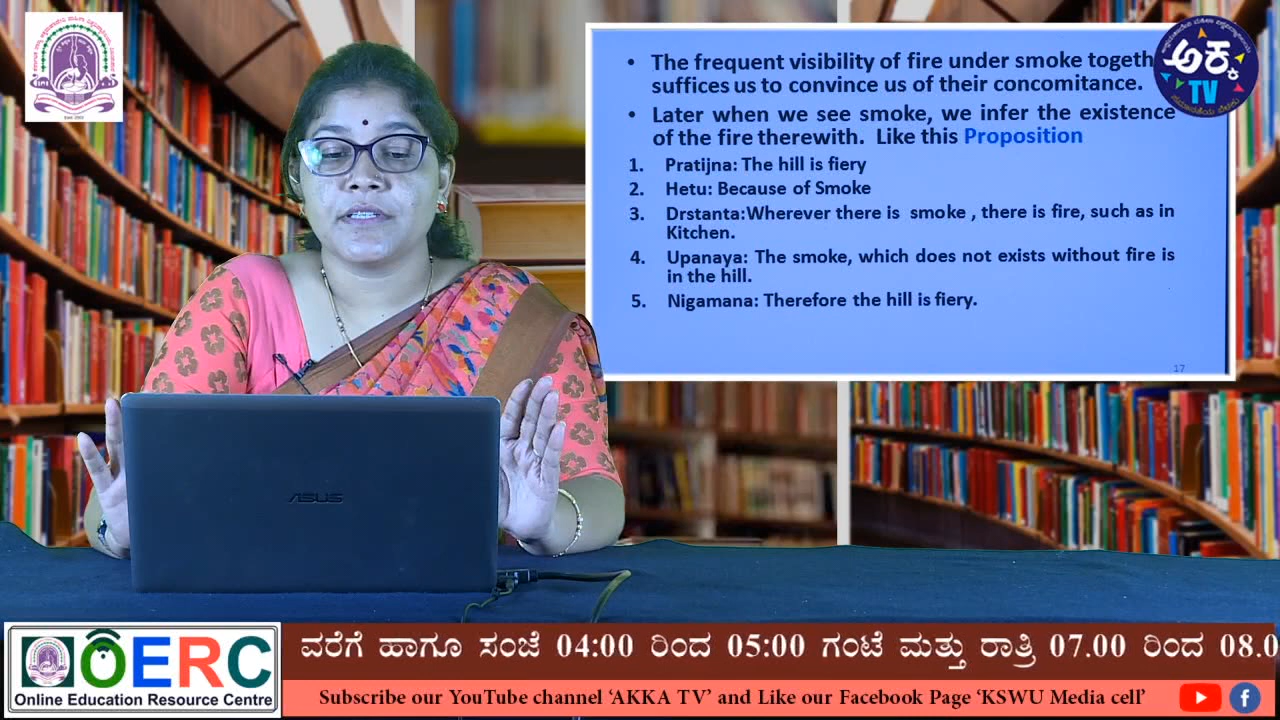 • The frequent visibility of fire under smoke togeth
suffices us to convince us of their concomitance.
• Later when we see smoke, we infer the existence
of the fire therewith. Like this Proposition
1. Pratijna: The hill is fiery
2. Hetu: Because of Smoke
3. Drstanta:Wherever there is smoke , there is fire, such as in
Kitchen.
4. Upanaya: The smoke, which does not exists without fire is
in the hill.
5. Nigamana: Therefore the hill is fiery.
17
ಅಕ್ಕ
TV
ASUS
OERC
Online Education Resource Centre
ವರೆಗೆ ಹಾಗೂ ಸಂಜೆ 04:00 ರಿಂದ 05:00 ಗಂಟೆ ಮತ್ತು ರಾತ್ರಿ 07.00 ರಿಂದ 08.0
Subscribe our YouTube channel ‘AKKA TV’ and Like our Facebook Page ‘KSWU Media cell’